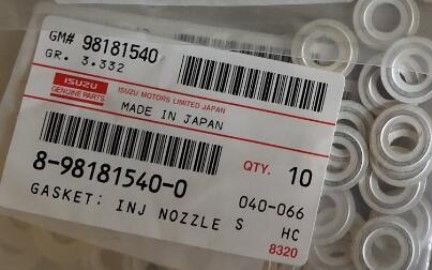 GM# 98181540
GR. 3.332
ISUZU
GENUINE PARTS
ISUZU MOTORS LIMITED JAPAN
MADE IN JAPAN
8-98181540-0
QTY. 10
GASKET: INJ NOZZLE S
040-066
HC
8320